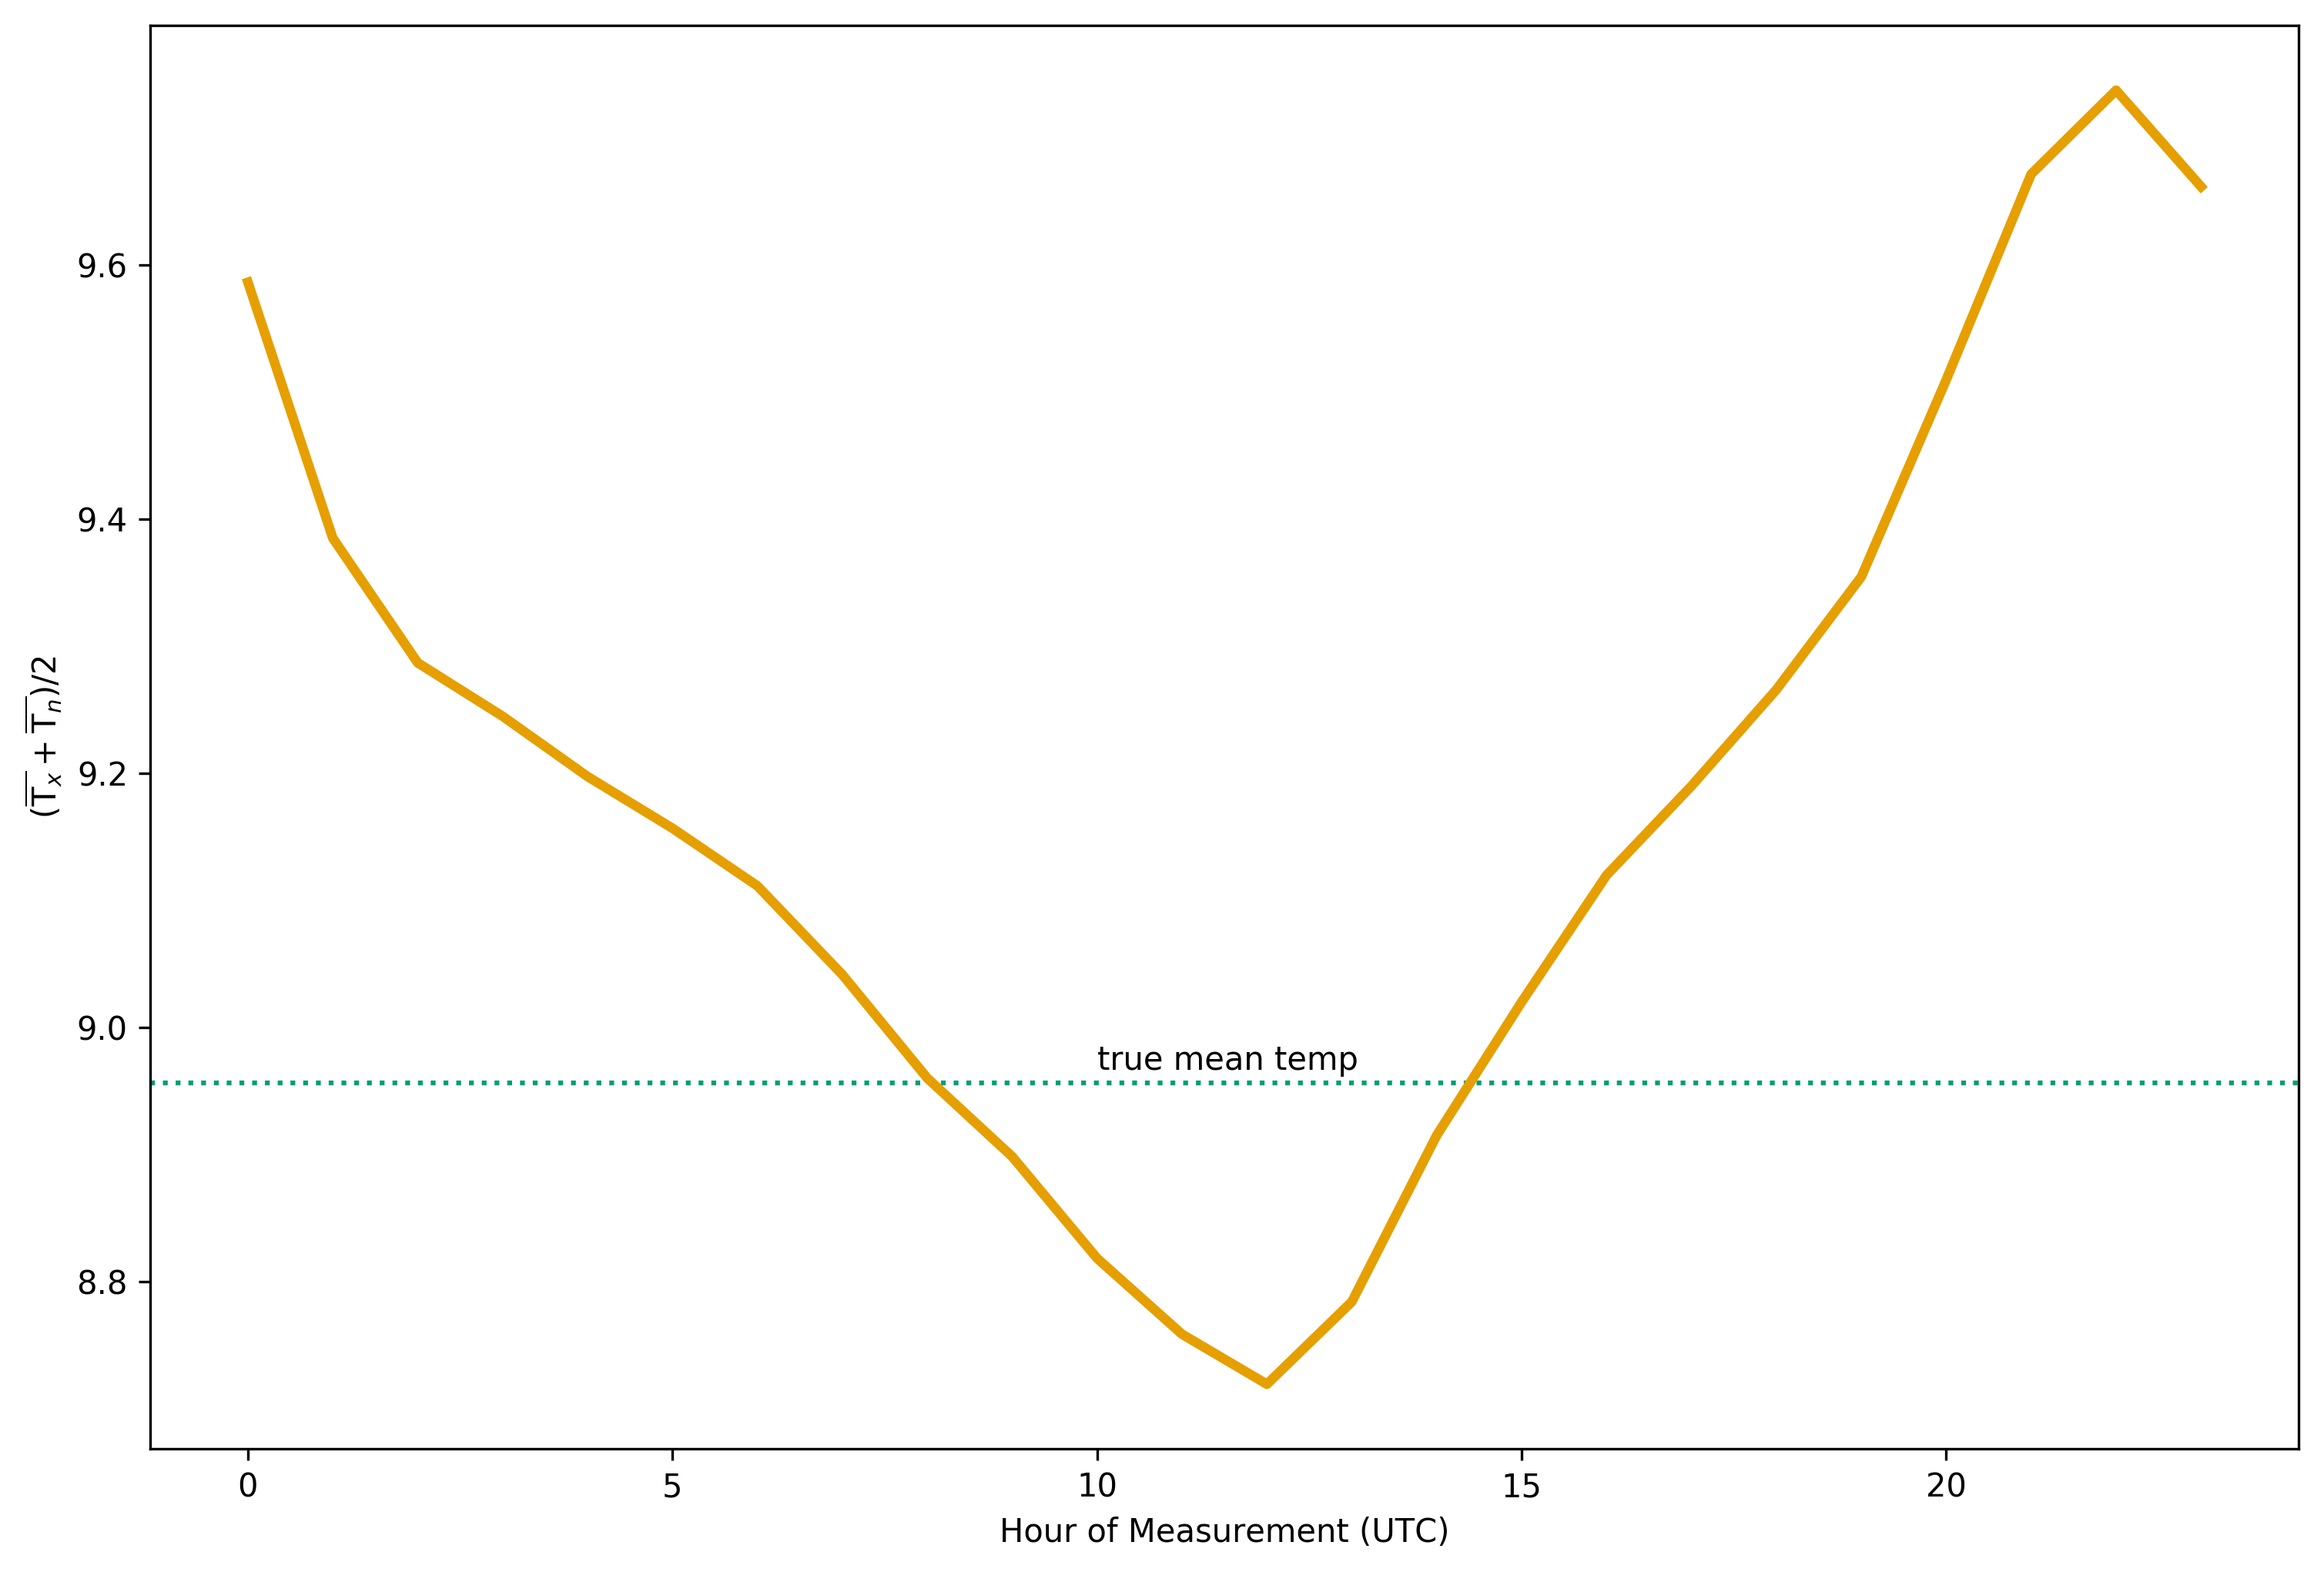 (T̅ₓ + T̅ₙ)/2
9.6
9.4
9.2
9.0
8.8
true mean temp
0 5 10 15 20
Hour of Measurement (UTC)